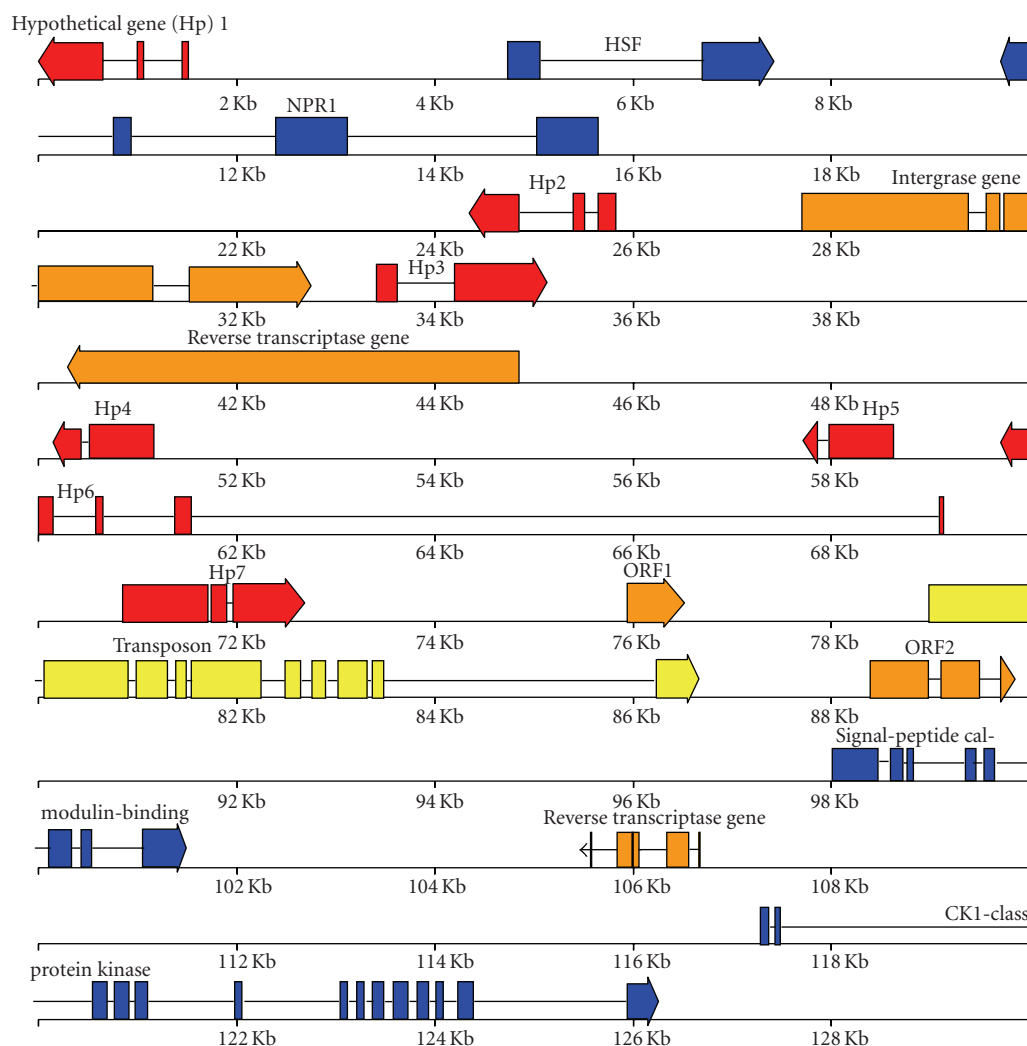 Hypothetical gene (Hp) 1
HSF
2 Kb 4 Kb 6 Kb 8 Kb
NPR1
12 Kb 14 Kb 16 Kb 18 Kb
Hp2 Intergrase gene
22 Kb 24 Kb 26 Kb 28 Kb
Hp3
32 Kb 34 Kb 36 Kb 38 Kb
Reverse transcriptase gene
42 Kb 44 Kb 46 Kb 48 Kb
Hp4 Hp5
52 Kb 54 Kb 56 Kb 58 Kb
Hp6
62 Kb 64 Kb 66 Kb 68 Kb
Hp7 ORF1
72 Kb 74 Kb 76 Kb 78 Kb
Transposon ORF2
82 Kb 84 Kb 86 Kb 88 Kb
Signal-peptide cal-
92 Kb 94 Kb 96 Kb 98 Kb
modulin-binding Reverse transcriptase gene
102 Kb 104 Kb 106 Kb 108 Kb
CK1-class
112 Kb 114 Kb 116 Kb 118 Kb
protein kinase
122 Kb 124 Kb 126 Kb 128 Kb